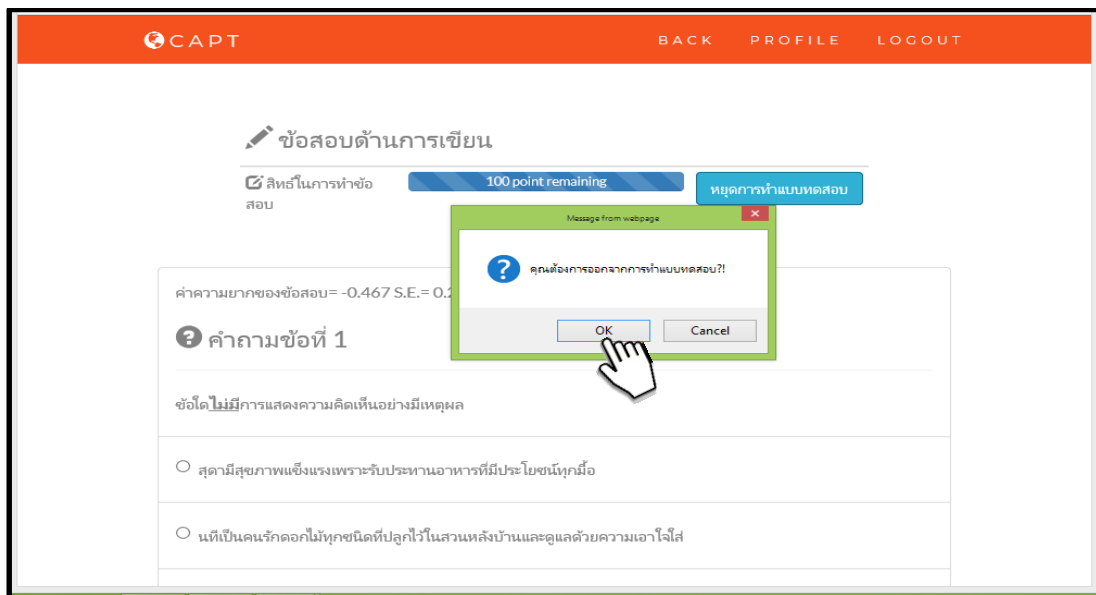 CAPT BACK PROFILE LOGOUT
ข้อสอบด้านการเขียน
สิทธิ์ในการทำข้อ
สอบ
100 point remaining
หยุดการทำแบบทดสอบ
Message from webpage
คุณต้องการออกจากการทำแบบทดสอบ?!
OK Cancel
ค่าความยากของข้อสอบ= -0.467 S.E.= 0.
คำถามข้อที่ 1
ข้อใดไม่มีการแสดงความคิดเห็นอย่างมีเหตุผล
สุดามีสุขภาพแข็งแรงเพราะรับประทานอาหารที่มีประโยชน์ทุกมื้อ
นทีเป็นคนรักดอกไม้ทุกชนิดที่ปลูกไว้ในสวนหลังบ้านและดูแลด้วยความเอาใจใส่